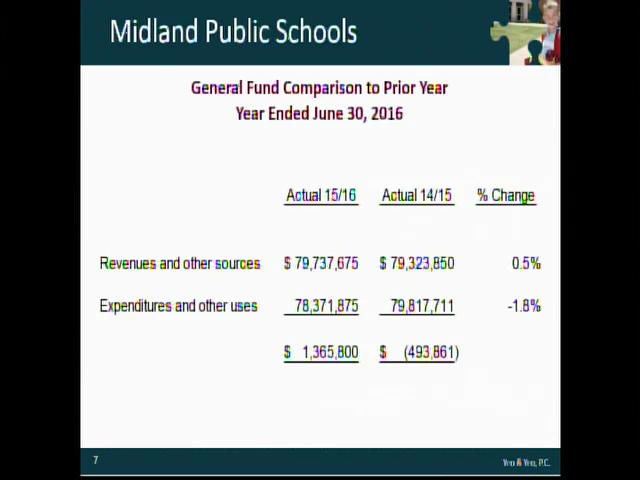 Midland Public Schools
General Fund Comparison to Prior Year
Year Ended June 30, 2016
Actual 15/16 Actual 14/15 % Change
Revenues and other sources $ 79,737,675 $ 79,323,850 0.5%
Expenditures and other uses 78,371,875 79,817,711 -1.8%
$ 1,365,800 $ (493,861)
7 Yeo & Yeo, P.C.